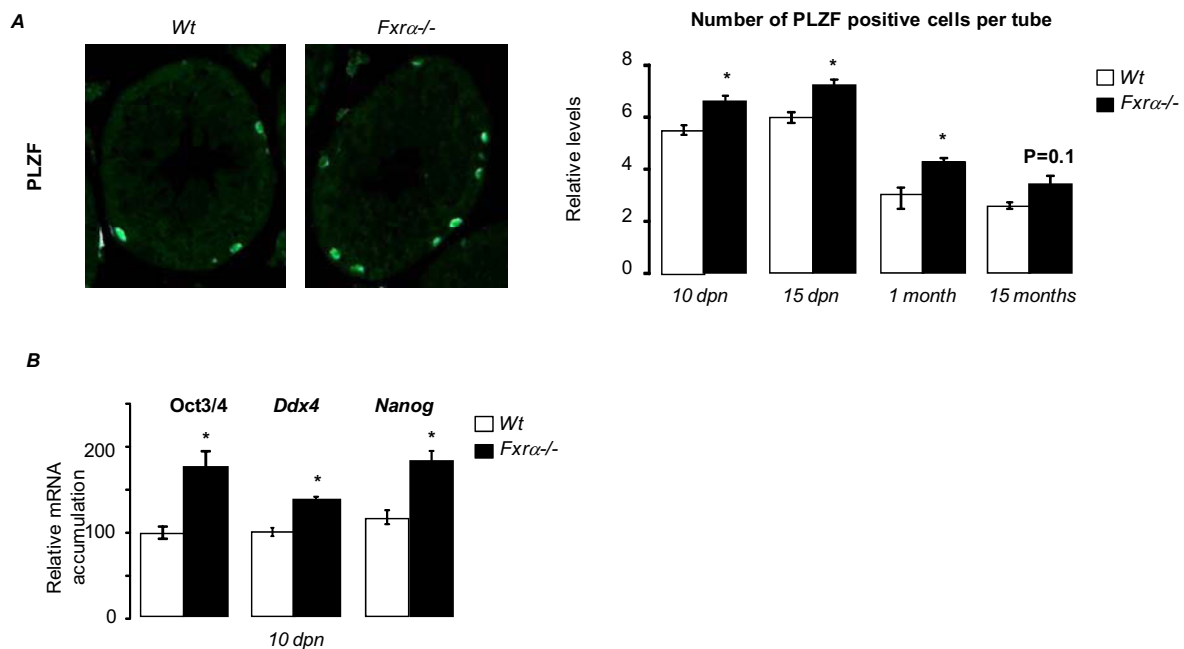 A
Wt
Fxrα-/-
PLZF
Number of PLZF positive cells per tube
Relative levels
8
6
4
2
0
*
*
*
P=0.1
10 dpn
15 dpn
1 month
15 months
Wt
Fxrα-/-
B
Relative mRNA
accumulation
200
100
0
Oct3/4
Ddx4
Nanog
*
*
*
10 dpn
Wt
Fxrα-/-